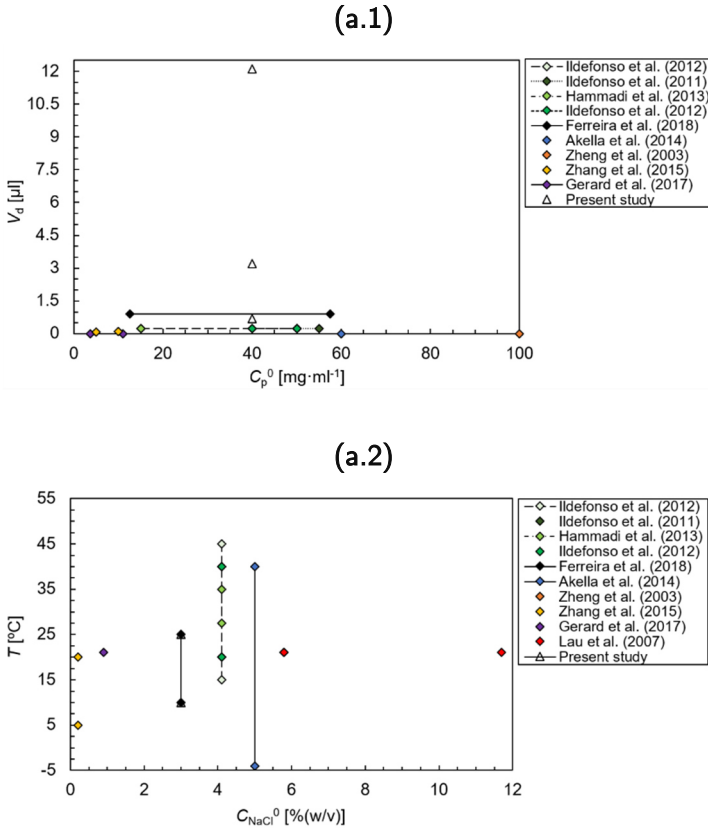 (a.1)
12
10.5
9
7.5
6
4.5
3
1.5
0
V_d [µl]
0 20 40 60 80 100
C_p⁰ [mg·ml⁻¹]
Ildefonso et al. (2012)
Ildefonso et al. (2011)
Hammadi et al. (2013)
Ildefonso et al. (2012)
Ferreira et al. (2018)
Akella et al. (2014)
Zheng et al. (2003)
Zhang et al. (2015)
Gerard et al. (2017)
Present study
(a.2)
55
45
35
25
15
5
-5
T [ºC]
0 2 4 6 8 10 12
C_NaCl⁰ [%(w/v)]
Ildefonso et al. (2012)
Ildefonso et al. (2011)
Hammadi et al. (2013)
Ildefonso et al. (2012)
Ferreira et al. (2018)
Akella et al. (2014)
Zheng et al. (2003)
Zhang et al. (2015)
Gerard et al. (2017)
Lau et al. (2007)
Present study